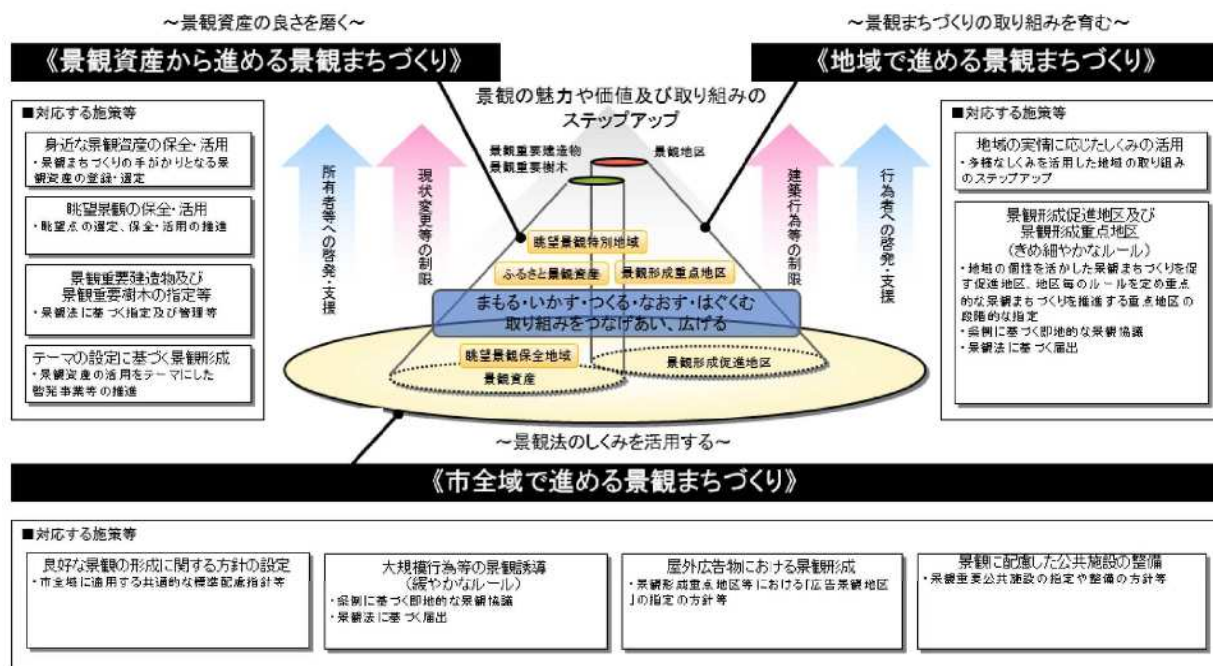 ～景観資産の良さを磨く～
《景観資産から進める景観まちづくり》
■対応する施策等
身近な景観資産の保全・活用
・景観まちづくりの手がかりとなる景
観資産の登録・選定
眺望景観の保全・活用
・眺望点の選定、保全・活用の推進
景観重要建造物及び
景観重要樹木の指定等
・景観法に基づく指定及び管理等
テーマの設定に基づく景観形成
・景観資産の活用をテーマにした
啓発事業等の推進
～景観まちづくりの取り組みを育む～
《地域で進める景観まちづくり》
■対応する施策等
地域の実情に応じたしくみの活用
・多様なしくみを活用した地域の取り組み
のステップアップ
景観形成促進地区及び
景観形成重点地区
(きめ細やかなルール)
・地域の個性を活かした景観まちづくりを促
す促進地区、地区毎のルールを定め重点
的な景観まちづくりを推進する重点地区の
段階的な指定
・条例に基づく即地的な景観協議
・景観法に基づく届出
景観の魅力や価値及び取り組みの
ステップアップ
景観重要建造物
景観重要樹木
景観地区
所有者等への啓発・支援
現状変更等の制限
建築行為等の制限
行為者への啓発・支援
眺望景観特別地域
ふるさと景観資産
景観形成重点地区
まもる・いかす・つくる・なおす・はぐくむ
取り組みをつなげあい、広げる
眺望景観保全地域
景観資産
景観形成促進地区
～景観法のしくみを活用する～
《市全域で進める景観まちづくり》
■対応する施策等
良好な景観の形成に関する方針の設定
・市全域に適用する共通的な標準配慮指針等
大規模行為等の景観誘導
(緩やかなルール)
・条例に基づく即地的な景観協議
・景観法に基づく届出
屋外広告物における景観形成
・景観形成重点地区等における「広告景観地区
」の指定の方針等
景観に配慮した公共施設の整備
・景観重要公共施設の指定や整備の方針等